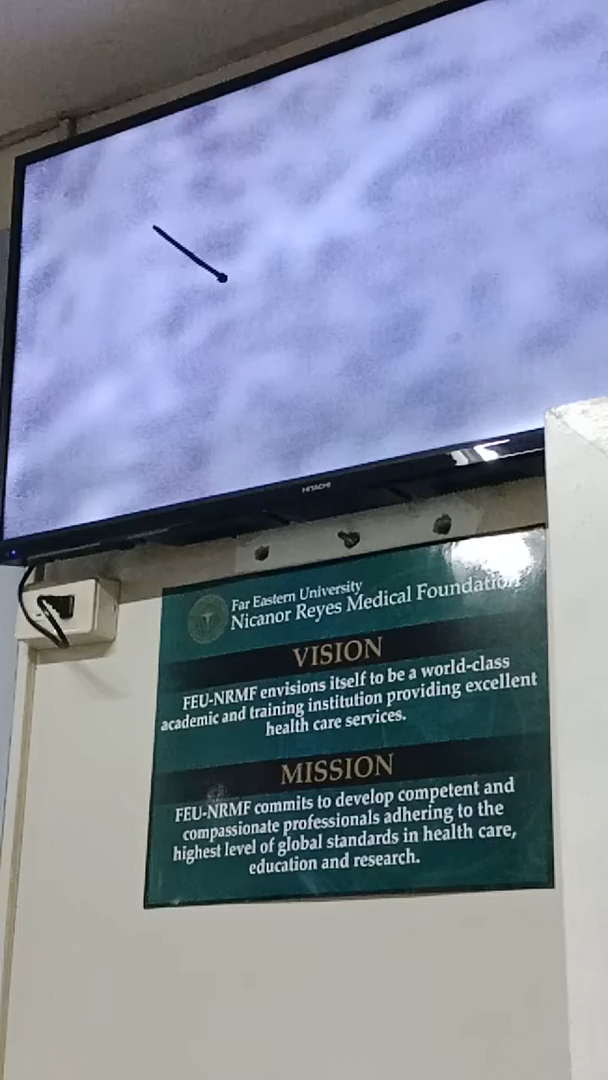 HITACHI
Far Eastern University
Nicanor Reyes Medical Foundation
VISION
FEU-NRMF envisions itself to be a world-class
academic and training institution providing excellent
health care services.
MISSION
FEU-NRMF commits to develop competent and
compassionate professionals adhering to the
highest level of global standards in health care,
education and research.